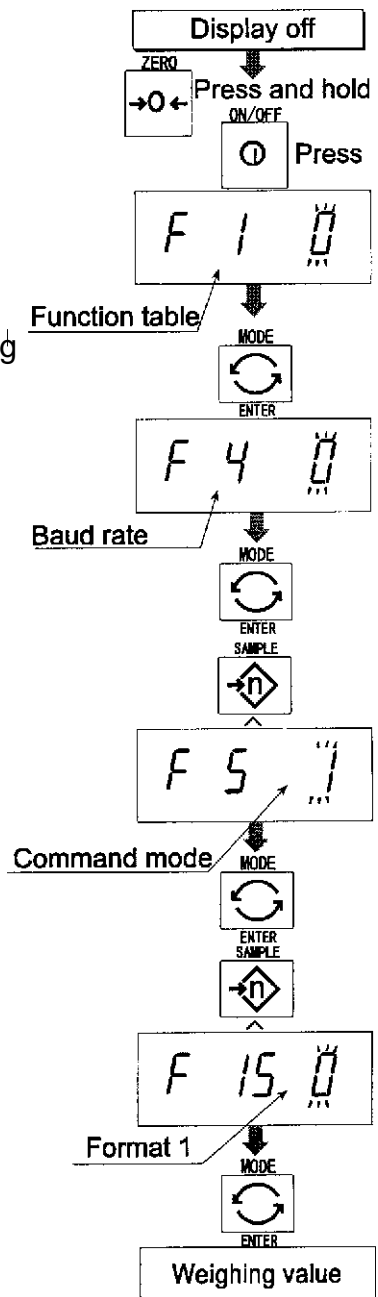 Display off
ZERO
→0←
Press and hold
ON/OFF
Press
F 1 0
Function table
g
MODE
ENTER
F 4 0
Baud rate
MODE
ENTER
SAMPLE
→n
F 5 1
Command mode
MODE
ENTER
SAMPLE
→n
F 15 0
Format 1
MODE
ENTER
Weighing value